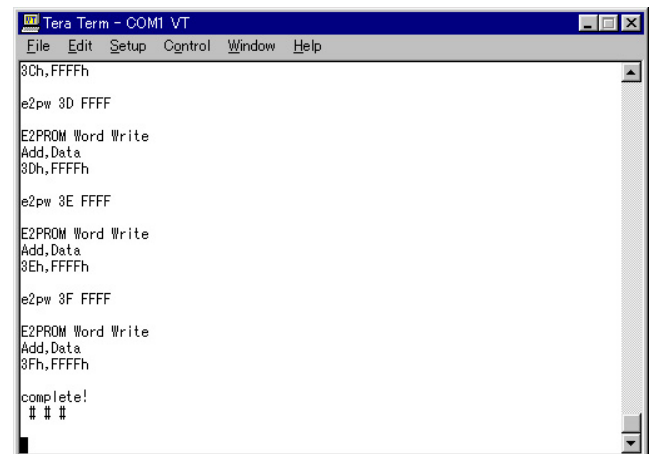 Tera Term - COM1 VT
File Edit Setup Control Window Help
3Ch,FFFFh
e2pw 3D FFFF
E2PROM Word Write
Add,Data
3Dh,FFFFh
e2pw 3E FFFF
E2PROM Word Write
Add,Data
3Eh,FFFFh
e2pw 3F FFFF
E2PROM Word Write
Add,Data
3Fh,FFFFh
complete!
# # #